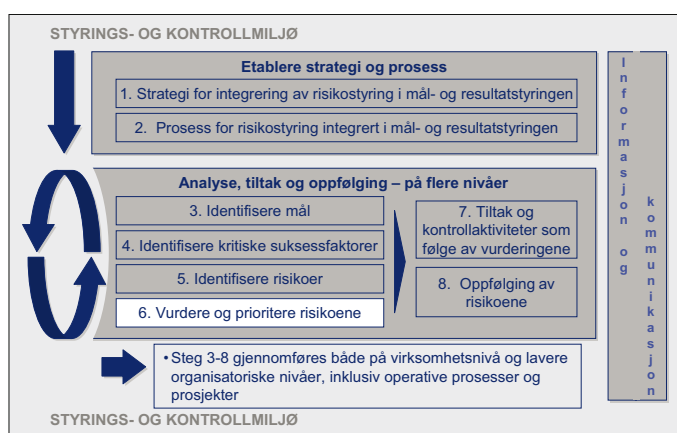 STYRINGS- OG KONTROLLMILJØ
Etablere strategi og prosess
1. Strategi for integrering av risikostyring i mål- og resultatstyringen
2. Prosess for risikostyring integrert i mål- og resultatstyringen
Analyse, tiltak og oppfølging – på flere nivåer
3. Identifisere mål
4. Identifisere kritiske suksessfaktorer
5. Identifisere risikoer
6. Vurdere og prioritere risikoene
7. Tiltak og
kontrollaktiviteter som
følge av vurderingene
8. Oppfølging av
risikoene
•Steg 3-8 gjennomføres både på virksomhetsnivå og lavere
organisatoriske nivåer, inklusiv operative prosesser og
prosjekter
STYRINGS- OG KONTROLLMILJØ
Informasjon og
kommunikasjon